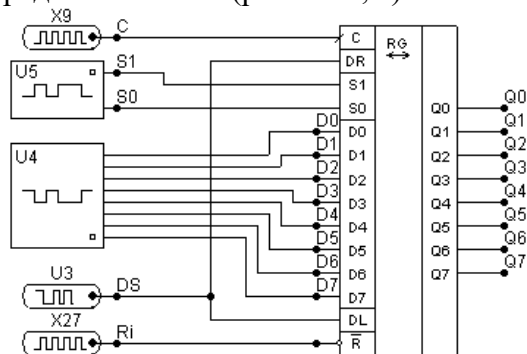 X9
C
C
RG
DR
U5
S1
S1
S0
S0
Q0
Q0
D0
D0
Q1
Q1
U4
D1
D1
Q2
Q2
D2
D2
Q3
Q3
D3
D3
Q4
Q4
D4
D4
Q5
Q5
D5
D5
Q6
Q6
D6
D6
Q7
Q7
D7
D7
U3
DS
DL
X27
Ri
R